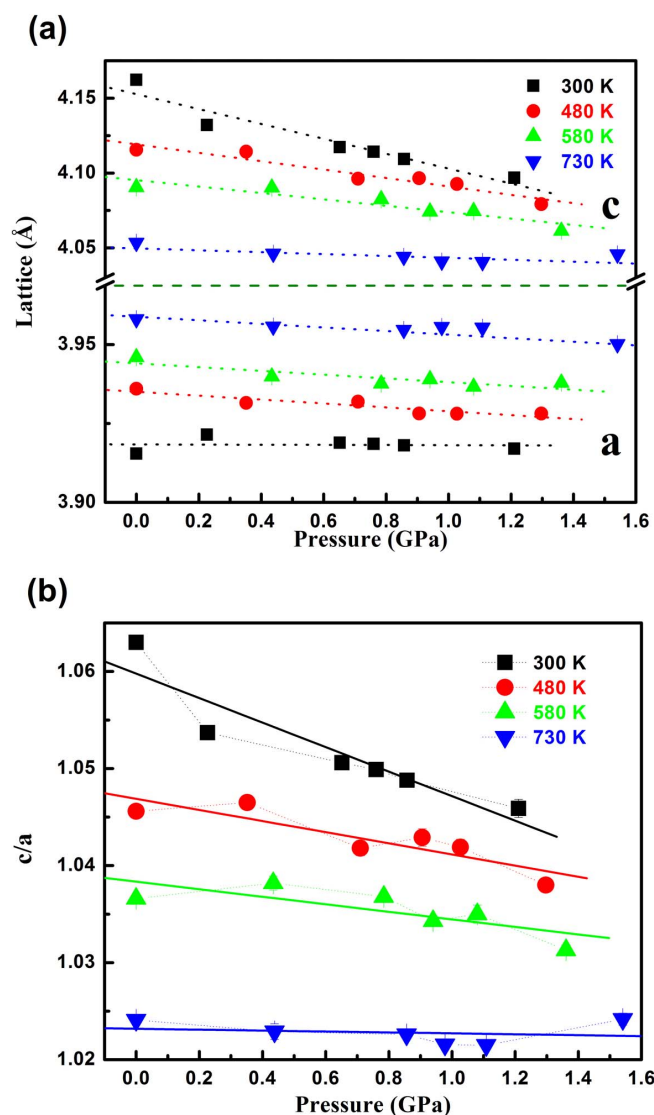 (a)
4.15
4.10
4.05
3.95
3.90
Lattice (Å)
300 K
480 K
580 K
730 K
c
a
0.0 0.2 0.4 0.6 0.8 1.0 1.2 1.4 1.6
Pressure (GPa)
(b)
1.06
1.05
1.04
1.03
1.02
c/a
300 K
480 K
580 K
730 K
0.0 0.2 0.4 0.6 0.8 1.0 1.2 1.4 1.6
Pressure (GPa)